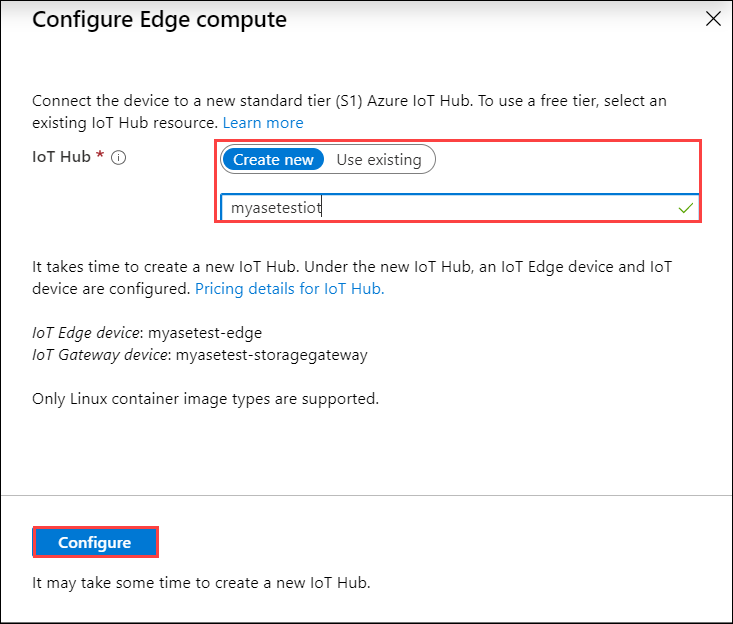 Configure Edge compute
Connect the device to a new standard tier (S1) Azure IoT Hub. To use a free tier, select an
existing IoT Hub resource. Learn more
IoT Hub *
Create new Use existing
myasetestiot
It takes time to create a new IoT Hub. Under the new IoT Hub, an IoT Edge device and IoT
device are configured. Pricing details for IoT Hub.
IoT Edge device: myasetest-edge
IoT Gateway device: myasetest-storagegateway
Only Linux container image types are supported.
Configure
It may take some time to create a new IoT Hub.